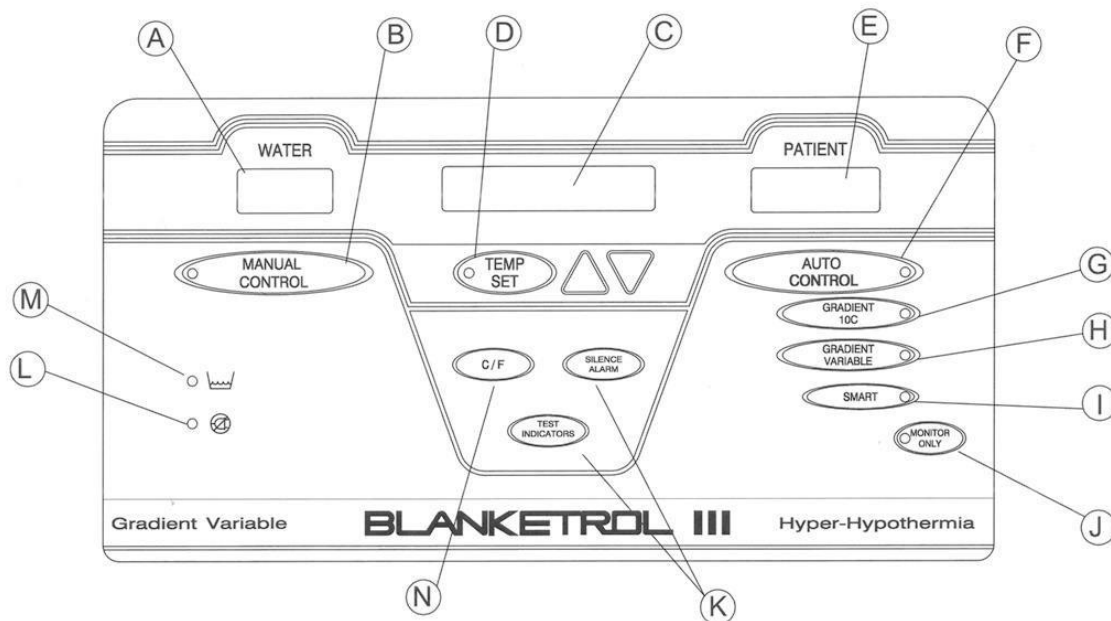 A
B
D
C
E
F
WATER
PATIENT
MANUAL
CONTROL
TEMP
SET
AUTO
CONTROL
G
GRADIENT
10C
M
H
GRADIENT
VARIABLE
C/F
SILENCE
ALARM
L
SMART
I
TEST
INDICATORS
MONITOR
ONLY
Gradient Variable
BLANKETROL III
Hyper-Hypothermia
J
N
K